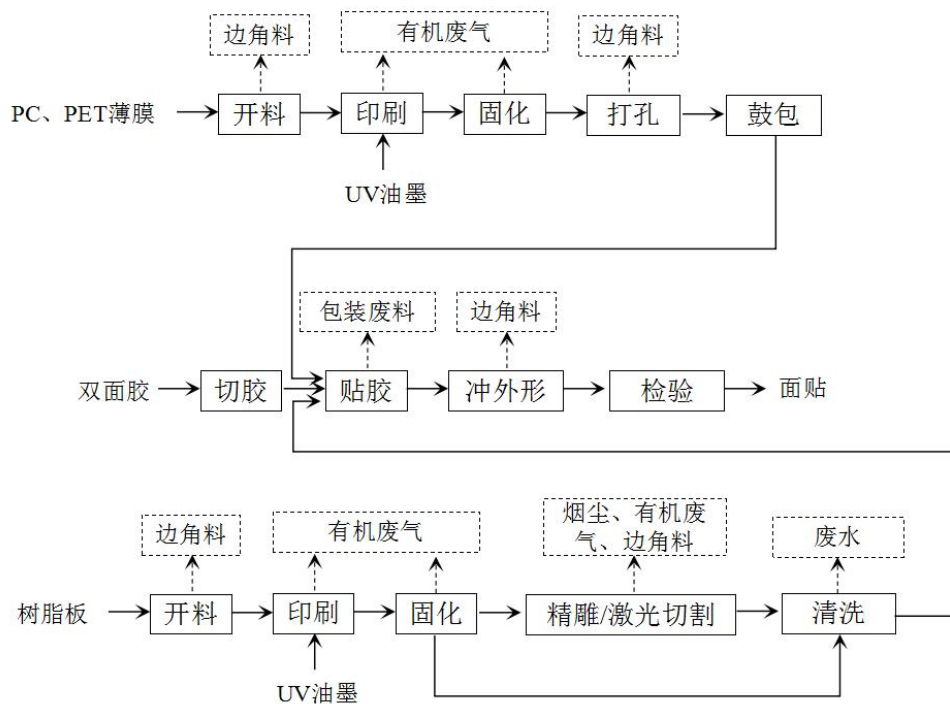 边角料
有机废气
边角料
PC、PET薄膜
开料
印刷
固化
打孔
鼓包
UV油墨
包装废料
边角料
双面胶
切胶
贴胶
冲外形
检验
面贴
边角料
有机废气
烟尘、有机废
气、边角料
废水
树脂板
开料
印刷
固化
精雕/激光切割
清洗
UV油墨